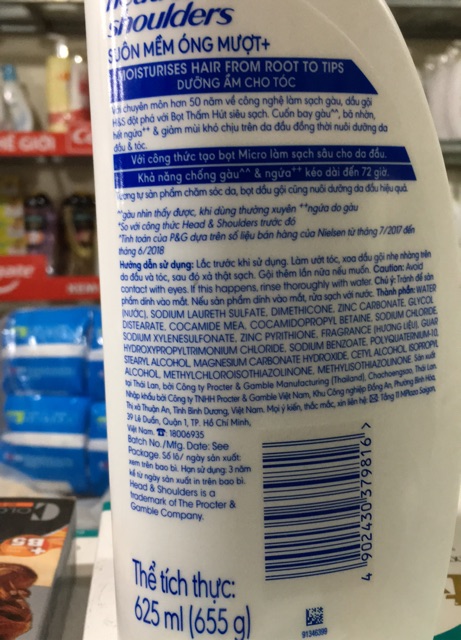 Shoulders
SUÔN MỀM ÓNG MƯỢT+
MOISTURISES HAIR FROM ROOT TO TIPS
DƯỠNG ẨM CHO TÓC
Với chuyên môn hơn 50 năm về công nghệ làm sạch gàu, dầu gội
H&S đột phá với Bọt Thấm Hút siêu sạch. Cuốn bay gàu^^, bã nhờn,
hết ngứa** & giảm mùi khó chịu trên da đầu đồng thời nuôi dưỡng da
đầu & tóc.
Với công thức tạo bọt Micro làm sạch sâu cho da đầu.
Khả năng chống gàu^^ & ngứa** kéo dài đến 72 giờ.
Tương tự sản phẩm chăm sóc da, bọt dầu gội cũng nuôi dưỡng da đầu hiệu quả.
^^gàu nhìn thấy được, khi dùng thường xuyên **ngứa do gàu
*So với công thức Head & Shoulders trước đó
*Tính toán của P&G dựa trên số liệu bán hàng của Nielsen từ tháng 7/2017 đến
tháng 6/2018
Hướng dẫn sử dụng: Lắc trước khi sử dụng. Làm ướt tóc, xoa dầu gội nhẹ nhàng trên
da đầu và tóc, sau đó xả thật sạch. Gội thêm lần nữa nếu muốn. Caution: Avoid
contact with eyes. If this happens, rinse thoroughly with water. Chú ý: Tránh để sản
phẩm dính vào mắt. Nếu sản phẩm dính vào mắt, rửa sạch với nước. Thành phần: WATER
(NƯỚC), SODIUM LAURETH SULFATE, DIMETHICONE, ZINC CARBONATE, GLYCOL
DISTEARATE, COCAMIDE MEA, COCAMIDOPROPYL BETAINE, SODIUM CHLORIDE,
SODIUM XYLENESULFONATE, ZINC PYRITHIONE, FRAGRANCE (HƯƠNG LIỆU), GUAR
HYDROXYPROPYLTRIMONIUM CHLORIDE, SODIUM BENZOATE, POLYQUATERNIUM-10,
STEARYL ALCOHOL, MAGNESIUM CARBONATE HYDROXIDE, CETYL ALCOHOL, ISOPROPYL
ALCOHOL, METHYLCHLOROISOTHIAZOLINONE, METHYLISOTHIAZOLINONE. Sản xuất
tại Thái Lan, bởi Công ty Procter & Gamble Manufacturing (Thailand), Chachoengsao, Thái Lan.
Nhập khẩu bởi Công ty TNHH Procter & Gamble Việt Nam, Khu Công nghiệp Đồng An, Phường Bình Hòa,
Thị xã Thuận An, Tỉnh Bình Dương, Việt Nam. Mọi ý kiến, thắc mắc, xin liên hệ Tầng 11 MPlaza Saigon,
39 Lê Duẩn, Quận 1, TP. Hồ Chí Minh,
Việt Nam. ☎ 18006935
Batch No./Mfg. Date: See
Package. Số lô/ ngày sản xuất:
xem trên bao bì. Hạn sử dụng: 3 năm
kể từ ngày sản xuất in trên bao bì.
Head & Shoulders is a
trademark of The Procter &
Gamble Company.
4 902430 379816 >
Thể tích thực:
625 ml (655 g)
91346399
HẾ GIỚI
85